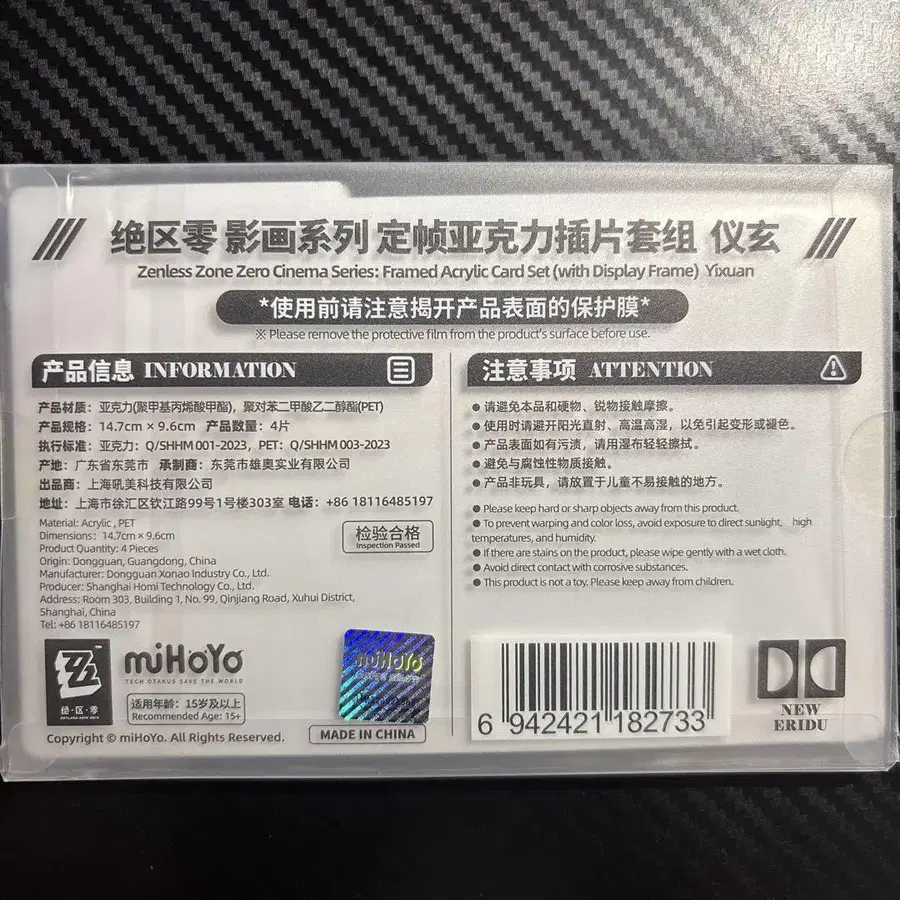 绝区零 影画系列 定帧亚克力插片套组 仪玄
Zenless Zone Zero Cinema Series: Framed Acrylic Card Set (with Display Frame) Yixuan
*使用前请注意揭开产品表面的保护膜*
※ Please remove the protective film from the product's surface before use.
产品信息 INFORMATION
产品材质：亚克力(聚甲基丙烯酸甲酯)，聚对苯二甲酸乙二醇酯(PET)
产品规格：14.7cm × 9.6cm 产品数量：4片
执行标准：亚克力：Q/SHHM 001-2023，PET：Q/SHHM 003-2023
产地：广东省东莞市 承制商：东莞市雄奥实业有限公司
出品商：上海吼美科技有限公司
地址：上海市徐汇区钦江路99号1号楼303室 电话：+86 18116485197
Material: Acrylic , PET
Dimensions: 14.7cm × 9.6cm
Product Quantity: 4 Pieces
Origin: Dongguan, Guangdong, China
Manufacturer: Dongguan Xonao Industry Co., Ltd.
Producer: Shanghai Homi Technology Co., Ltd.
Address: Room 303, Building 1, No. 99, Qinjiang Road, Xuhui District,
Shanghai, China
Tel: +86 18116485197
检验合格
Inspection Passed
注意事项 ATTENTION
● 请避免本品和硬物、锐物接触摩擦。
● 使用时请避开阳光直射、高温高湿，以免引起变形或褪色。
● 产品表面如有污渍，请用湿布轻轻擦拭。
● 避免与腐蚀性物质接触。
● 产品非玩具，请放置于儿童不易接触的地方。
● Please keep hard or sharp objects away from this product.
● To prevent warping and color loss, avoid exposure to direct sunlight, high
temperatures, and humidity.
● If there are stains on the product, please wipe gently with a wet cloth.
● Avoid direct contact with corrosive substances.
● This product is not a toy. Please keep away from children.
绝·区·零
ZENLESS ZONE ZERO
miHoYo
TECH OTAKUS SAVE THE WORLD
适用年龄：15岁及以上
Recommended Age: 15+
Copyright © miHoYo. All Rights Reserved.
miHoYo
MADE IN CHINA
6 942421 182733
NEW
ERIDU